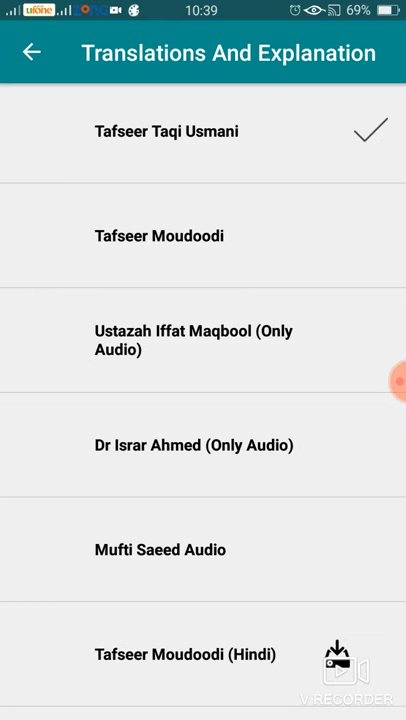 ufone zong 10:39 69%
Translations And Explanation
Tafseer Taqi Usmani
Tafseer Moudoodi
Ustazah Iffat Maqbool (Only
Audio)
Dr Israr Ahmed (Only Audio)
Mufti Saeed Audio
Tafseer Moudoodi (Hindi)
V RECORDER